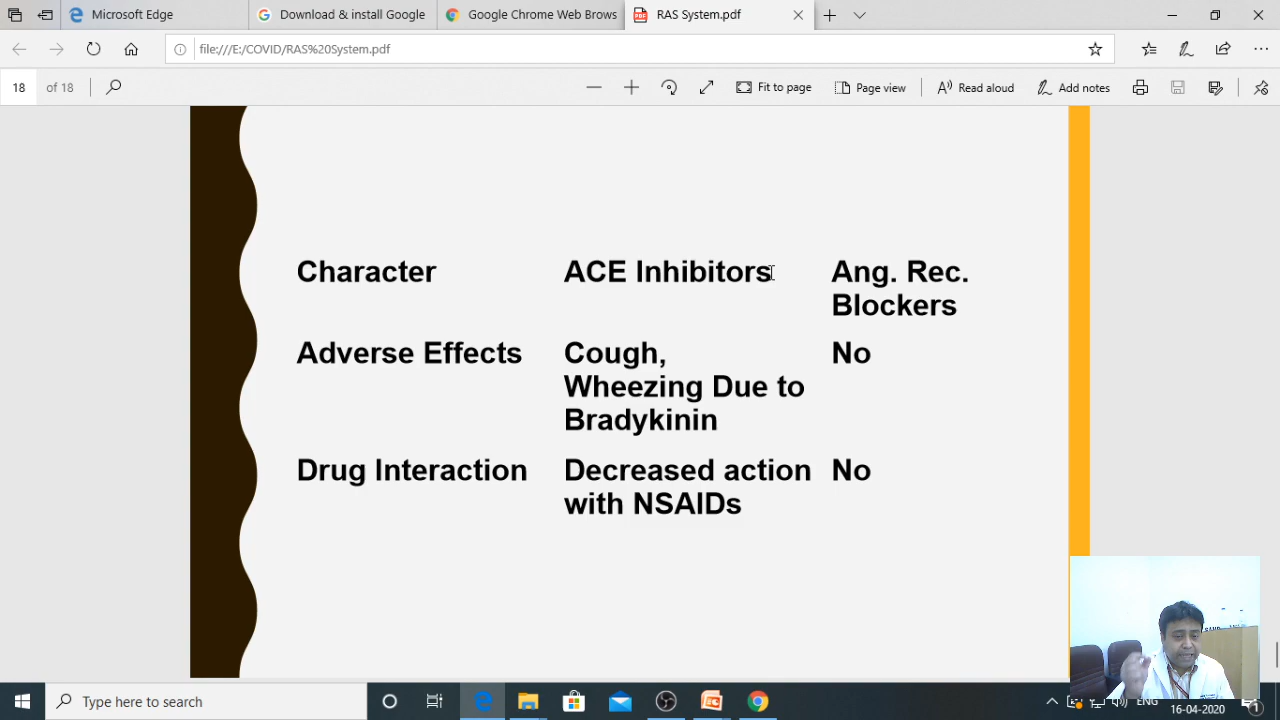 Microsoft Edge
Download & install Google
Google Chrome Web Brows
RAS System.pdf
file:///E:/COVID/RAS%20System.pdf
18 of 18
Fit to page
Page view
Read aloud
Add notes
Character
ACE Inhibitors
Ang. Rec.
Blockers
Adverse Effects
Cough,
Wheezing Due to
Bradykinin
No
Drug Interaction
Decreased action
with NSAIDs
No
Type here to search
16-04-2020